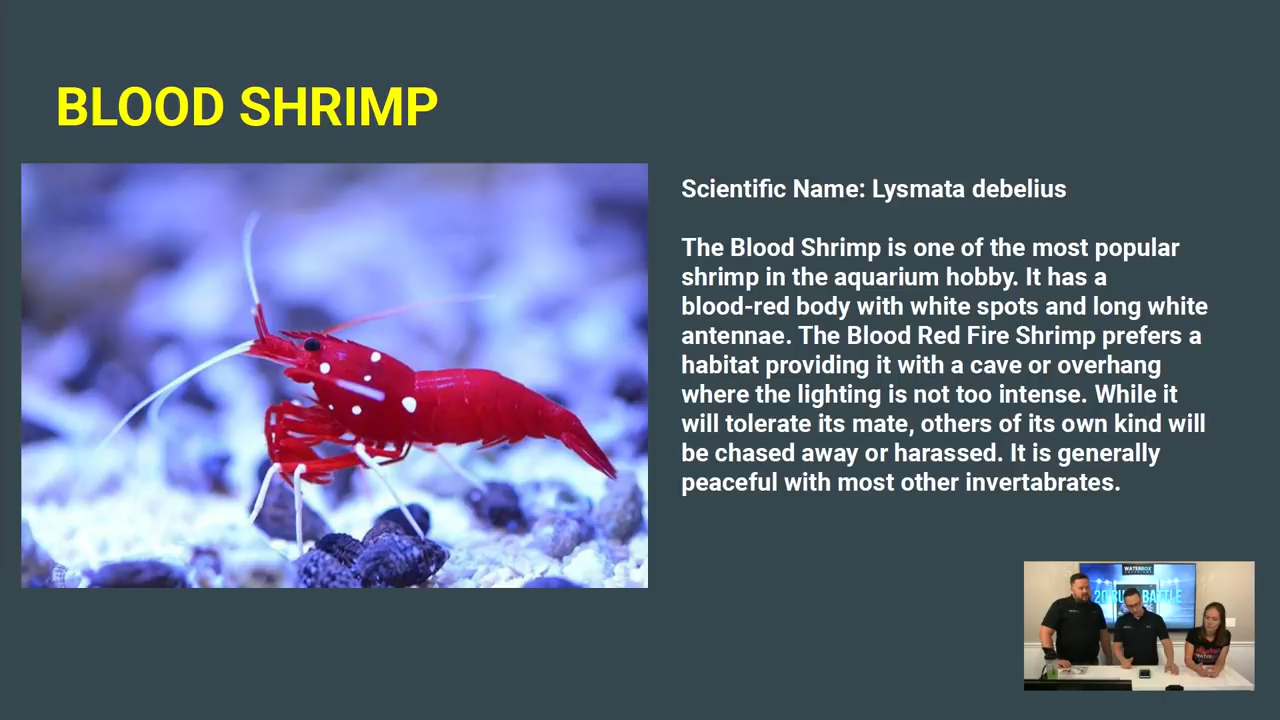 BLOOD SHRIMP
Scientific Name: Lysmata debelius
The Blood Shrimp is one of the most popular
shrimp in the aquarium hobby. It has a
blood-red body with white spots and long white
antennae. The Blood Red Fire Shrimp prefers a
habitat providing it with a cave or overhang
where the lighting is not too intense. While it
will tolerate its mate, others of its own kind will
be chased away or harassed. It is generally
peaceful with most other invertabrates.
WATERBOX